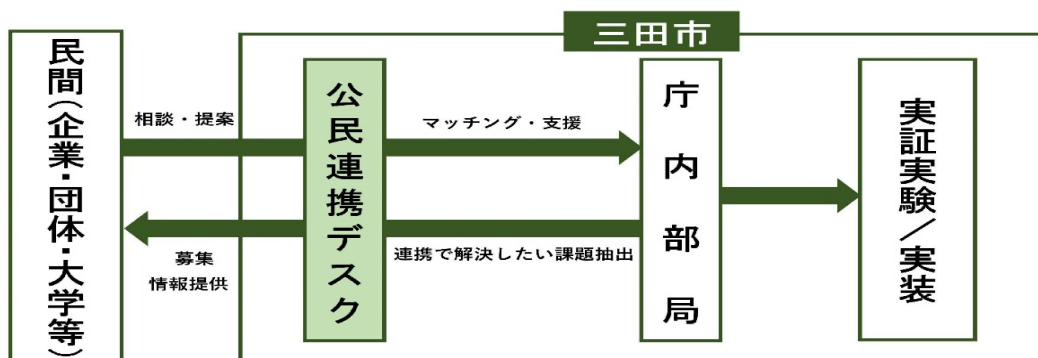 三田市
民間(企業・団体・大学等)
相談・提案
募集
情報提供
公民連携デスク
マッチング・支援
連携で解決したい課題抽出
庁内部局
実証実験/実装